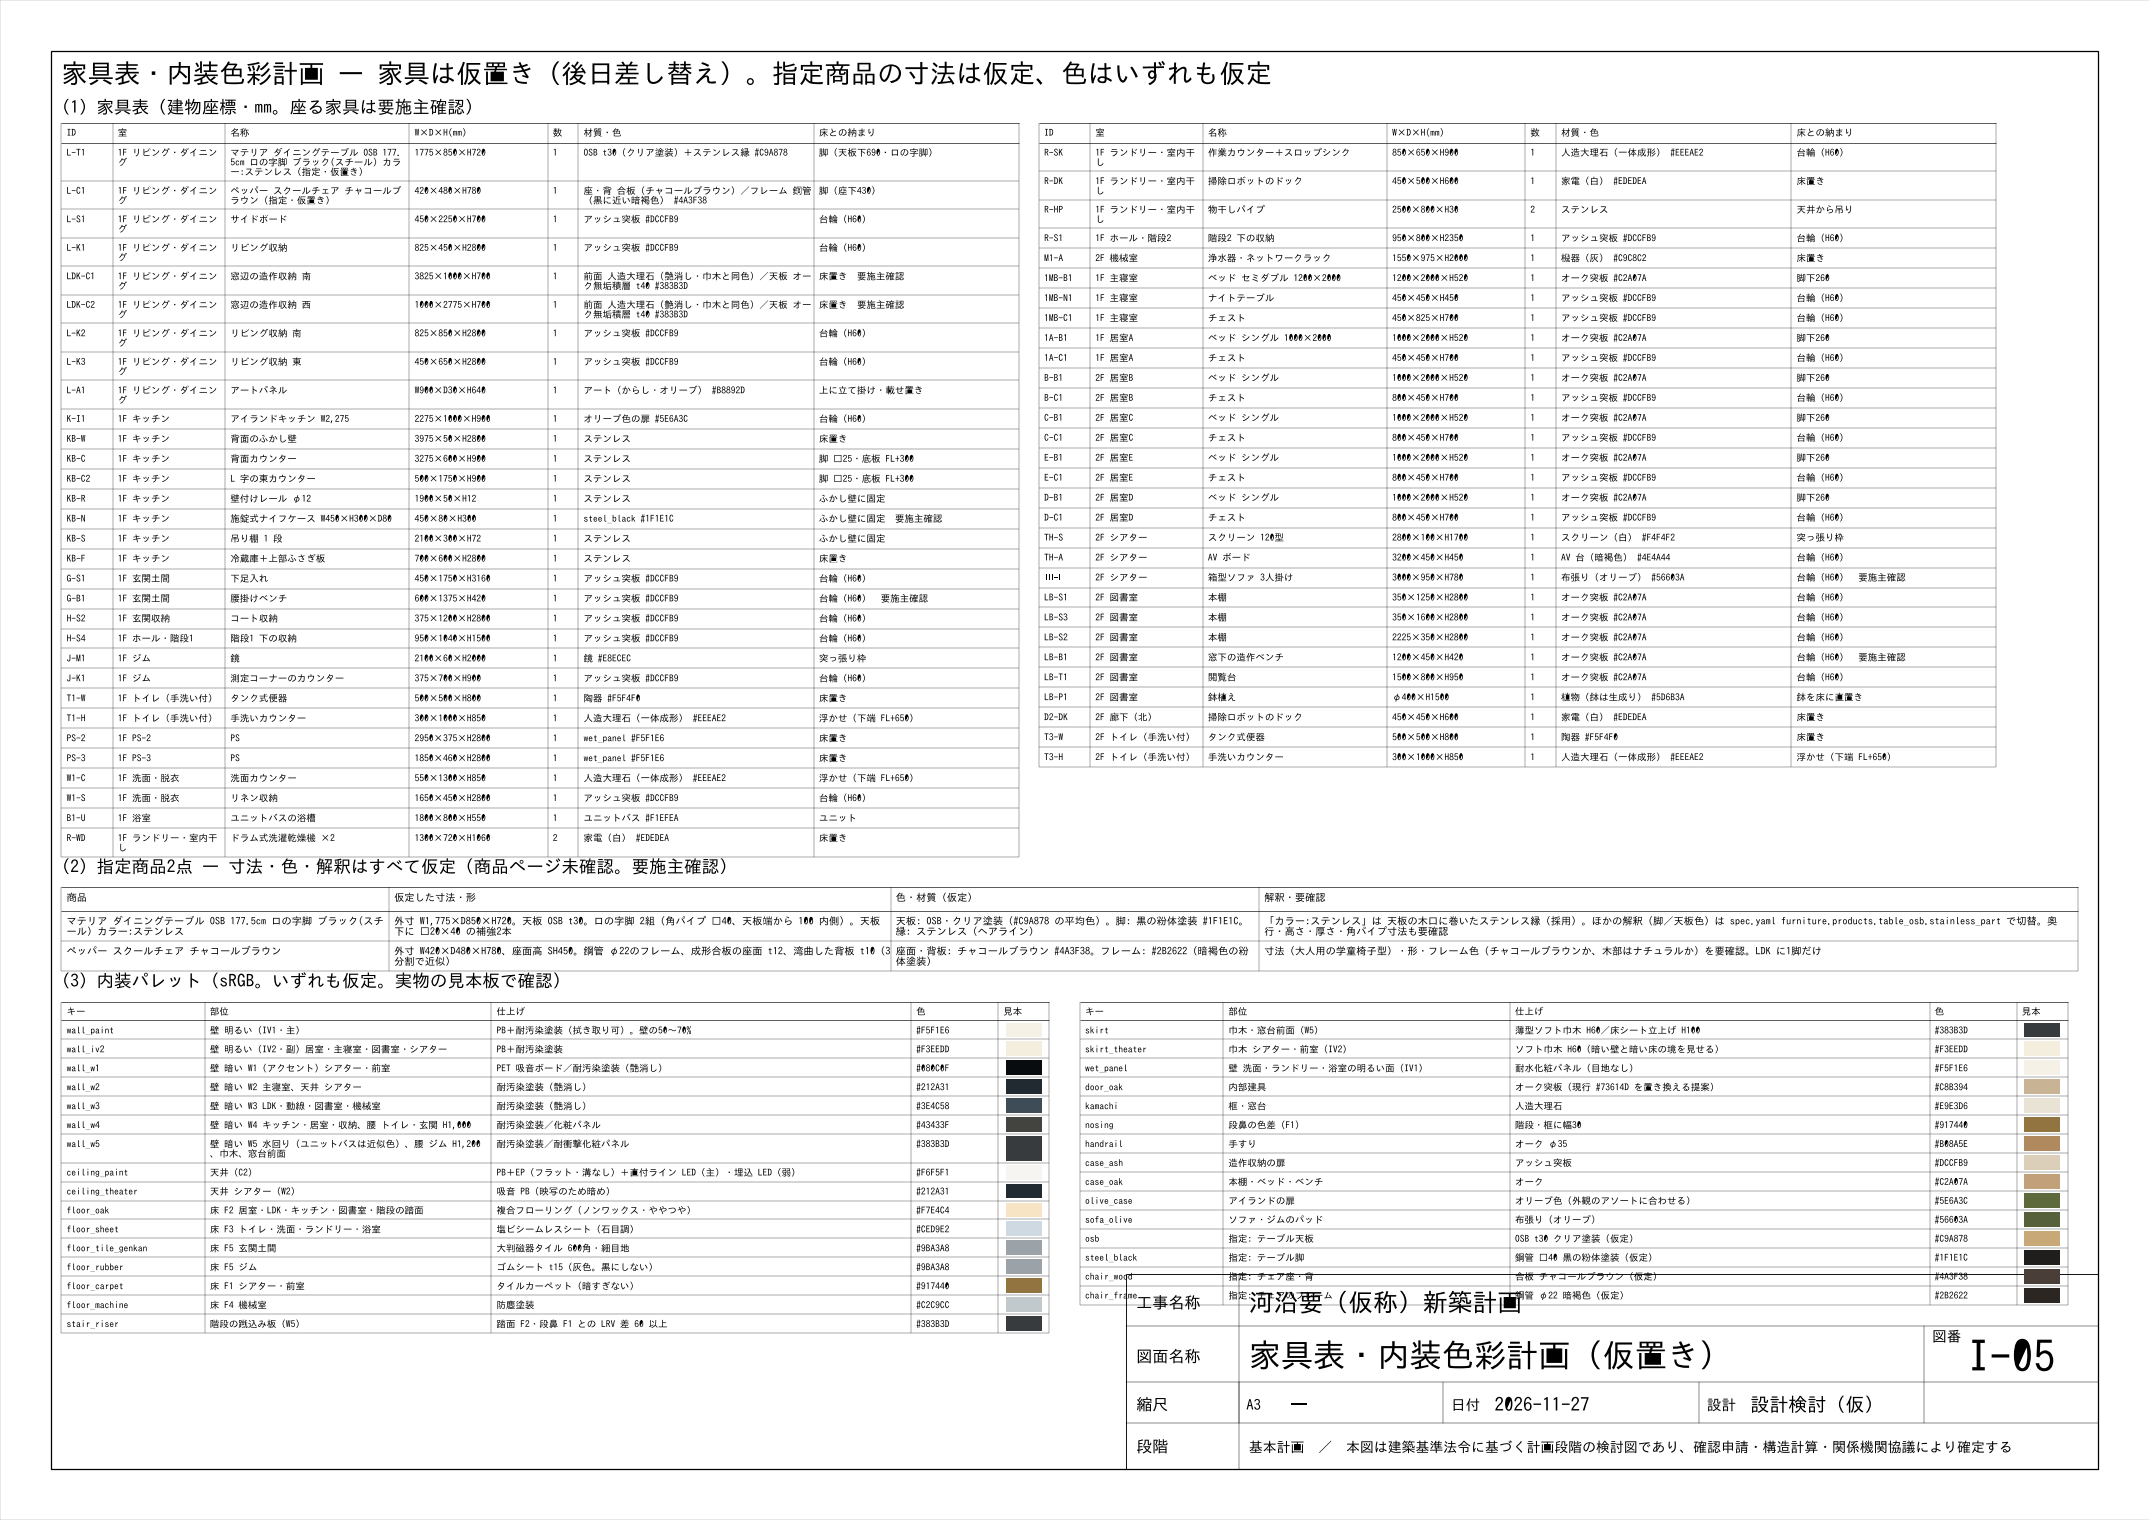 家具表・内装色彩計画 ― 家具は仮置き（後日差し替え）。指定商品の寸法は仮定、色はいずれも仮定
(1) 家具表（建物座標・mm。座る家具は要施主確認）
ID 室 名称 W×D×H(mm) 数 材質・色 床との納まり
L-T1 1F リビング・ダイニング マテリア ダイニングテーブル OSB 177.5cm ロの字脚 ブラック(スチール) カラー:ステンレス（指定・仮置き） 1775×850×H720 1 OSB t30（クリア塗装）＋ステンレス縁 #C9A878 脚（天板下690・ロの字脚）
L-C1 1F リビング・ダイニング ペッパー スクールチェア チャコールブラウン（指定・仮置き） 420×480×H780 1 座・背 合板（チャコールブラウン）／フレーム 鋼管（黒に近い暗褐色） #4A3F38 脚（座下430）
L-S1 1F リビング・ダイニング サイドボード 450×2250×H700 1 アッシュ突板 #DCCFB9 台輪（H60）
L-K1 1F リビング・ダイニング リビング収納 825×450×H2800 1 アッシュ突板 #DCCFB9 台輪（H60）
LDK-C1 1F リビング・ダイニング 窓辺の造作収納 南 3825×1000×H700 1 前面 人造大理石（艶消し・巾木と同色）／天板 オーク無垢積層 t40 #383B3D 床置き 要施主確認
LDK-C2 1F リビング・ダイニング 窓辺の造作収納 西 1000×2775×H700 1 前面 人造大理石（艶消し・巾木と同色）／天板 オーク無垢積層 t40 #383B3D 床置き 要施主確認
L-K2 1F リビング・ダイニング リビング収納 南 825×850×H2800 1 アッシュ突板 #DCCFB9 台輪（H60）
L-K3 1F リビング・ダイニング リビング収納 東 450×650×H2800 1 アッシュ突板 #DCCFB9 台輪（H60）
L-A1 1F リビング・ダイニング アートパネル W900×D30×H640 1 アート（からし・オリーブ） #B8892D 上に立て掛け・載せ置き
K-I1 1F キッチン アイランドキッチン W2,275 2275×1000×H900 1 オリーブ色の扉 #5E6A3C 台輪（H60）
KB-W 1F キッチン 背面のふかし壁 3975×50×H2800 1 ステンレス 床置き
KB-C 1F キッチン 背面カウンター 3275×600×H900 1 ステンレス 脚 □25・底板 FL+300
KB-C2 1F キッチン L 字の東カウンター 500×1750×H900 1 ステンレス 脚 □25・底板 FL+300
KB-R 1F キッチン 壁付けレール φ12 1900×50×H12 1 ステンレス ふかし壁に固定
KB-N 1F キッチン 施錠式ナイフケース W450×H300×D80 450×80×H300 1 steel_black #1F1E1C ふかし壁に固定 要施主確認
KB-S 1F キッチン 吊り棚 1 段 2100×300×H72 1 ステンレス ふかし壁に固定
KB-F 1F キッチン 冷蔵庫＋上部ふさぎ板 700×600×H2800 1 ステンレス 床置き
G-S1 1F 玄関土間 下足入れ 450×1750×H3160 1 アッシュ突板 #DCCFB9 台輪（H60）
G-B1 1F 玄関土間 腰掛けベンチ 600×1375×H420 1 アッシュ突板 #DCCFB9 台輪（H60） 要施主確認
H-S2 1F 玄関収納 コート収納 375×1200×H2800 1 アッシュ突板 #DCCFB9 台輪（H60）
H-S4 1F ホール・階段1 階段1 下の収納 950×1040×H1500 1 アッシュ突板 #DCCFB9 台輪（H60）
J-M1 1F ジム 鏡 2100×60×H2000 1 鏡 #E8ECEC 突っ張り枠
J-K1 1F ジム 測定コーナーのカウンター 375×700×H900 1 アッシュ突板 #DCCFB9 台輪（H60）
T1-W 1F トイレ（手洗い付） タンク式便器 500×500×H800 1 陶器 #F5F4F0 床置き
T1-H 1F トイレ（手洗い付） 手洗いカウンター 300×1000×H850 1 人造大理石（一体成形） #EEEAE2 浮かせ（下端 FL+650）
PS-2 1F PS-2 PS 2950×375×H2800 1 wet_panel #F5F1E6 床置き
PS-3 1F PS-3 PS 1850×460×H2800 1 wet_panel #F5F1E6 床置き
W1-C 1F 洗面・脱衣 洗面カウンター 550×1300×H850 1 人造大理石（一体成形） #EEEAE2 浮かせ（下端 FL+650）
W1-S 1F 洗面・脱衣 リネン収納 1650×450×H2800 1 アッシュ突板 #DCCFB9 台輪（H60）
B1-U 1F 浴室 ユニットバスの浴槽 1800×800×H550 1 ユニットバス #F1EFEA ユニット
R-WD 1F ランドリー・室内干し ドラム式洗濯乾燥機 ×2 1300×720×H1060 2 家電（白） #EDEDEA 床置き
ID 室 名称 W×D×H(mm) 数 材質・色 床との納まり
R-SK 1F ランドリー・室内干し 作業カウンター＋スロップシンク 850×650×H900 1 人造大理石（一体成形） #EEEAE2 台輪（H60）
R-DK 1F ランドリー・室内干し 掃除ロボットのドック 450×500×H600 1 家電（白） #EDEDEA 床置き
R-HP 1F ランドリー・室内干し 物干しパイプ 2500×800×H30 2 ステンレス 天井から吊り
R-S1 1F ホール・階段2 階段2 下の収納 950×800×H2350 1 アッシュ突板 #DCCFB9 台輪（H60）
M1-A 2F 機械室 浄水器・ネットワークラック 1550×975×H2000 1 機器（灰） #C9C8C2 床置き
1MB-B1 1F 主寝室 ベッド セミダブル 1200×2000 1200×2000×H520 1 オーク突板 #C2A07A 脚下260
1MB-N1 1F 主寝室 ナイトテーブル 450×450×H450 1 アッシュ突板 #DCCFB9 台輪（H60）
1MB-C1 1F 主寝室 チェスト 450×825×H700 1 アッシュ突板 #DCCFB9 台輪（H60）
1A-B1 1F 居室A ベッド シングル 1000×2000 1000×2000×H520 1 オーク突板 #C2A07A 脚下260
1A-C1 1F 居室A チェスト 450×450×H700 1 アッシュ突板 #DCCFB9 台輪（H60）
B-B1 2F 居室B ベッド シングル 1000×2000×H520 1 オーク突板 #C2A07A 脚下260
B-C1 2F 居室B チェスト 800×450×H700 1 アッシュ突板 #DCCFB9 台輪（H60）
C-B1 2F 居室C ベッド シングル 1000×2000×H520 1 オーク突板 #C2A07A 脚下260
C-C1 2F 居室C チェスト 800×450×H700 1 アッシュ突板 #DCCFB9 台輪（H60）
E-B1 2F 居室E ベッド シングル 1000×2000×H520 1 オーク突板 #C2A07A 脚下260
E-C1 2F 居室E チェスト 800×450×H700 1 アッシュ突板 #DCCFB9 台輪（H60）
D-B1 2F 居室D ベッド シングル 1000×2000×H520 1 オーク突板 #C2A07A 脚下260
D-C1 2F 居室D チェスト 800×450×H700 1 アッシュ突板 #DCCFB9 台輪（H60）
TH-S 2F シアター スクリーン 120型 2800×100×H1700 1 スクリーン（白） #F4F4F2 突っ張り枠
TH-A 2F シアター AV ボード 3200×450×H450 1 AV 台（暗褐色） #4E4A44 台輪（H60）
2F シアター 箱型ソファ 3人掛け 3000×950×H780 1 布張り（オリーブ） #56603A 台輪（H60） 要施主確認
LB-S1 2F 図書室 本棚 350×1250×H2800 1 オーク突板 #C2A07A 台輪（H60）
LB-S3 2F 図書室 本棚 350×1600×H2800 1 オーク突板 #C2A07A 台輪（H60）
LB-S2 2F 図書室 本棚 2225×350×H2800 1 オーク突板 #C2A07A 台輪（H60）
LB-B1 2F 図書室 窓下の造作ベンチ 1200×450×H420 1 オーク突板 #C2A07A 台輪（H60） 要施主確認
LB-T1 2F 図書室 閲覧台 1500×800×H950 1 オーク突板 #C2A07A 台輪（H60）
LB-P1 2F 図書室 鉢植え φ400×H1500 1 植物（鉢は生成り） #5D6B3A 鉢を床に直置き
D2-DK 2F 廊下（北） 掃除ロボットのドック 450×450×H600 1 家電（白） #EDEDEA 床置き
T3-W 2F トイレ（手洗い付） タンク式便器 500×500×H800 1 陶器 #F5F4F0 床置き
T3-H 2F トイレ（手洗い付） 手洗いカウンター 300×1000×H850 1 人造大理石（一体成形） #EEEAE2 浮かせ（下端 FL+650）
(2) 指定商品2点 ― 寸法・色・解釈はすべて仮定（商品ページ未確認。要施主確認）
商品 仮定した寸法・形 色・材質（仮定） 解釈・要確認
マテリア ダイニングテーブル OSB 177.5cm ロの字脚 ブラック(スチール) カラー:ステンレス 外寸 W1,775×D850×H720。天板 OSB t30。ロの字脚 2組（角パイプ □40、天板端から 100 内側）。天板下に □20×40 の補強2本 天板: OSB・クリア塗装（#C9A878 の平均色）。脚: 黒の粉体塗装 #1F1E1C。縁: ステンレス（ヘアライン） 「カラー:ステンレス」は 天板の木口に巻いたステンレス縁（採用）。ほかの解釈（脚／天板色）は spec.yaml furniture.products.table_osb.stainless_part で切替。奥行・高さ・厚さ・角パイプ寸法も要確認
ペッパー スクールチェア チャコールブラウン 外寸 W420×D480×H780、座面高 SH450。鋼管 φ22のフレーム、成形合板の座面 t12、湾曲した背板 t10（3分割で近似） 座面・背板: チャコールブラウン #4A3F38。フレーム: #2B2622（暗褐色の粉体塗装） 寸法（大人用の学童椅子型）・形・フレーム色（チャコールブラウンか、木部はナチュラルか）を要確認。LDK に1脚だけ
(3) 内装パレット（sRGB。いずれも仮定。実物の見本板で確認）
キー 部位 仕上げ 色 見本
wall_paint 壁 明るい（IV1・主） PB＋耐汚染塗装（拭き取り可）。壁の50～70% #F5F1E6
wall_iv2 壁 明るい（IV2・副）居室・主寝室・図書室・シアター PB＋耐汚染塗装 #F3EEDD
wall_w1 壁 暗い W1（アクセント）シアター・前室 PET 吸音ボード／耐汚染塗装（艶消し） #080C0F
wall_w2 壁 暗い W2 主寝室、天井 シアター 耐汚染塗装（艶消し） #212A31
wall_w3 壁 暗い W3 LDK・動線・図書室・機械室 耐汚染塗装（艶消し） #3E4C58
wall_w4 壁 暗い W4 キッチン・居室・収納、腰 トイレ・玄関 H1,000 耐汚染塗装／化粧パネル #43433F
wall_w5 壁 暗い W5 水回り（ユニットバスは近似色）、腰 ジム H1,200、巾木、窓台前面 耐汚染塗装／耐衝撃化粧パネル #383B3D
ceiling_paint 天井（C2） PB＋EP（フラット・溝なし）＋直付ライン LED（主）・埋込 LED（弱） #F6F5F1
ceiling_theater 天井 シアター（W2） 吸音 PB（映写のため暗め） #212A31
floor_oak 床 F2 居室・LDK・キッチン・図書室・階段の踏面 複合フローリング（ノンワックス・ややつや） #F7E4C4
floor_sheet 床 F3 トイレ・洗面・ランドリー・浴室 塩ビシームレスシート（石目調） #CED9E2
floor_tile_genkan 床 F5 玄関土間 大判磁器タイル 600角・細目地 #9BA3A8
floor_rubber 床 F5 ジム ゴムシート t15（灰色。黒にしない） #9BA3A8
floor_carpet 床 F1 シアター・前室 タイルカーペット（暗すぎない） #917440
floor_machine 床 F4 機械室 防塵塗装 #C2C9CC
stair_riser 階段の蹴込み板（W5） 踏面 F2・段鼻 F1 との LRV 差 60 以上 #383B3D
キー 部位 仕上げ 色 見本
skirt 巾木・窓台前面（W5） 薄型ソフト巾木 H60／床シート立上げ H100 #383B3D
skirt_theater 巾木 シアター・前室（IV2） ソフト巾木 H60（暗い壁と暗い床の境を見せる） #F3EEDD
wet_panel 壁 洗面・ランドリー・浴室の明るい面（IV1） 耐水化粧パネル（目地なし） #F5F1E6
door_oak 内部建具 オーク突板（現行 #73614D を置き換える提案） #C8B394
kamachi 框・窓台 人造大理石 #E9E3D6
nosing 段鼻の色差（F1） 階段・框に幅30 #917440
handrail 手すり オーク φ35 #B08A5E
case_ash 造作収納の扉 アッシュ突板 #DCCFB9
case_oak 本棚・ベッド・ベンチ オーク #C2A07A
olive_case アイランドの扉 オリーブ色（外観のアソートに合わせる） #5E6A3C
sofa_olive ソファ・ジムのパッド 布張り（オリーブ） #56603A
osb 指定: テーブル天板 OSB t30 クリア塗装（仮定） #C9A878
steel_black 指定: テーブル脚 鋼管 □40 黒の粉体塗装（仮定） #1F1E1C
chair_wood 指定: チェア座・背 合板 チャコールブラウン（仮定） #4A3F38
chair_frame 指定: 鋼管 φ22 暗褐色（仮定） #2B2622
工事名称 河治要（仮称）新築計画
図面名称 家具表・内装色彩計画（仮置き） 図番 I-05
縮尺 A3 ― 日付 2026-11-27 設計 設計検討（仮）
段階 基本計画 ／ 本図は建築基準法令に基づく計画段階の検討図であり、確認申請・構造計算・関係機関協議により確定する